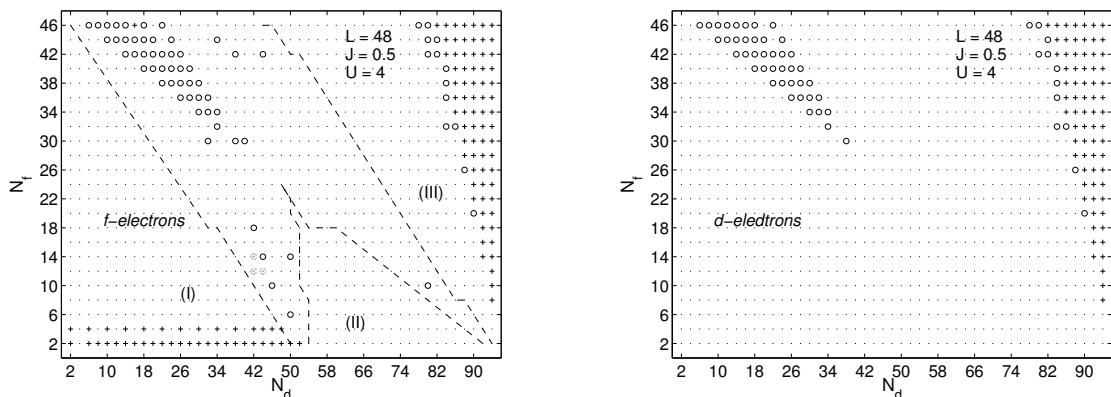 46
42
38
34
30
26
22
18
14
10
6
2
N_f
L = 48
J = 0.5
U = 4
(III)
f−electrons
(I)
(II)
2 10 18 26 34 42 50 58 66 74 82 90
N_d
46
42
38
34
30
26
22
18
14
10
6
2
N_f
L = 48
J = 0.5
U = 4
d−eledtrons
2 10 18 26 34 42 50 58 66 74 82 90
N_d